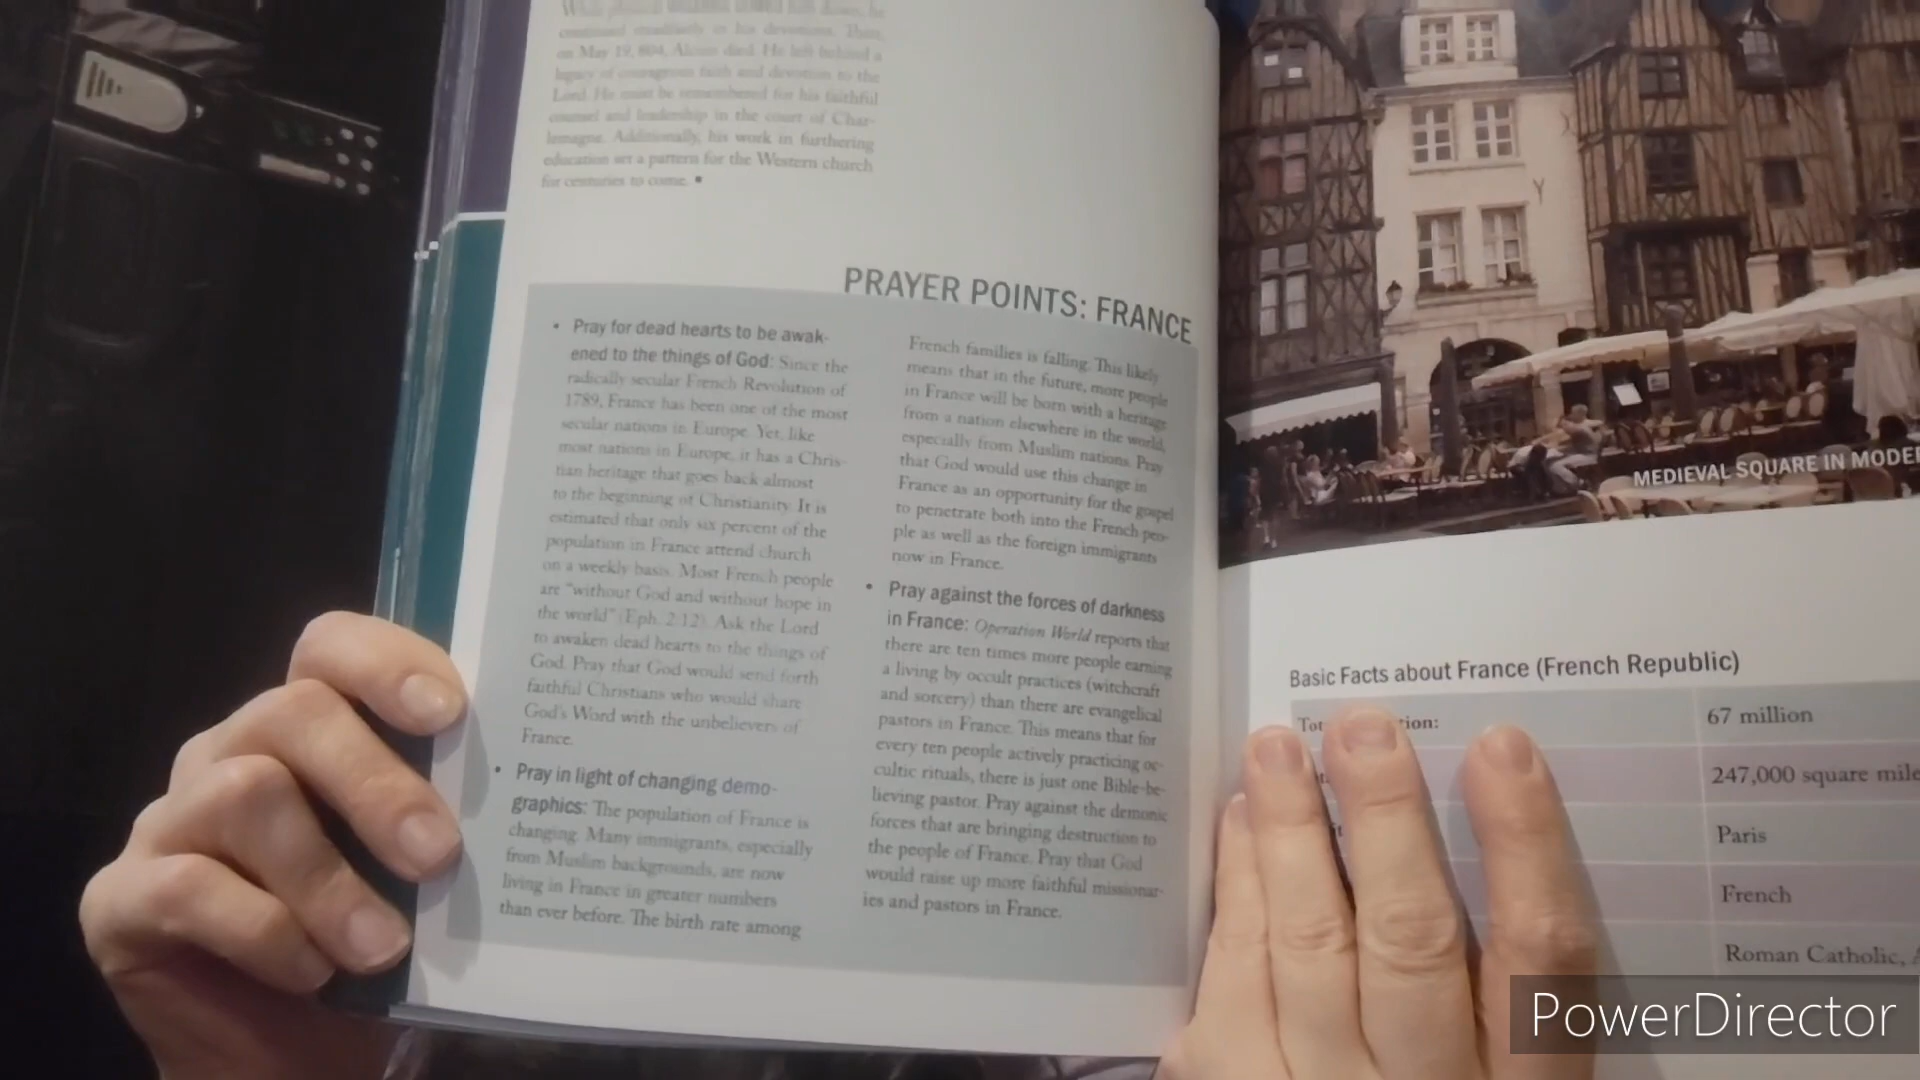 continued steadfastly in his devotions. Then,
on May 19, 804, Alcuin died. He left behind a
legacy of courageous faith and devotion to the
Lord. He must be remembered for his faithful
counsel and leadership in the court of Char-
lemagne. Additionally, his work in furthering
education set a pattern for the Western church
for centuries to come. ■
PRAYER POINTS: FRANCE
• Pray for dead hearts to be awak-
ened to the things of God: Since the
radically secular French Revolution of
1789, France has been one of the most
secular nations in Europe. Yet, like
most nations in Europe, it has a Chris-
tian heritage that goes back almost
to the beginning of Christianity. It is
estimated that only six percent of the
population in France attend church
on a weekly basis. Most French people
are "without God and without hope in
the world" (Eph. 2:12). Ask the Lord
to awaken dead hearts to the things of
God. Pray that God would send forth
faithful Christians who would share
God's Word with the unbelievers of
France.
• Pray in light of changing demo-
graphics: The population of France is
changing. Many immigrants, especially
from Muslim backgrounds, are now
living in France in greater numbers
than ever before. The birth rate among
French families is falling. This likely
means that in the future, more people
in France will be born with a heritage
from a nation elsewhere in the world,
especially from Muslim nations. Pray
that God would use this change in
France as an opportunity for the gospel
to penetrate both into the French peo-
ple as well as the foreign immigrants
now in France.
• Pray against the forces of darkness
in France: Operation World reports that
there are ten times more people earning
a living by occult practices (witchcraft
and sorcery) than there are evangelical
pastors in France. This means that for
every ten people actively practicing oc-
cultic rituals, there is just one Bible-be-
lieving pastor. Pray against the demonic
forces that are bringing destruction to
the people of France. Pray that God
would raise up more faithful missionar-
ies and pastors in France.
MEDIEVAL SQUARE IN MODE
Basic Facts about France (French Republic)
67 million
247,000 square mile
Paris
French
Roman Catholic,
PowerDirector